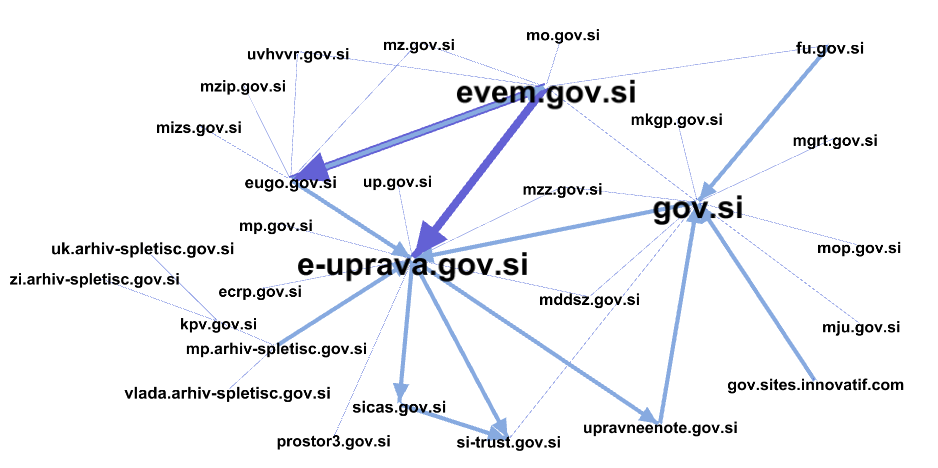 mo.gov.si
mz.gov.si
fu.gov.si
uvhvvr.gov.si
mzip.gov.si
evem.gov.si
mkgp.gov.si
mizs.gov.si
mgrt.gov.si
eugo.gov.si
up.gov.si
mzz.gov.si
gov.si
mp.gov.si
uk.arhiv-spletisc.gov.si
mop.gov.si
e-uprava.gov.si
zi.arhiv-spletisc.gov.si
ecrp.gov.si
mddsz.gov.si
kpv.gov.si
mju.gov.si
mp.arhiv-spletisc.gov.si
gov.sites.innovatif.com
vlada.arhiv-spletisc.gov.si
sicas.gov.si
upravneenote.gov.si
prostor3.gov.si
si-trust.gov.si